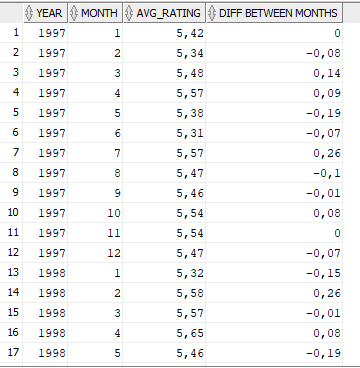 YEAR MONTH AVG_RATING DIFF BETWEEN MONTHS
1 1997 1 5,42 0
2 1997 2 5,34 -0,08
3 1997 3 5,48 0,14
4 1997 4 5,57 0,09
5 1997 5 5,38 -0,19
6 1997 6 5,31 -0,07
7 1997 7 5,57 0,26
8 1997 8 5,47 -0,1
9 1997 9 5,46 -0,01
10 1997 10 5,54 0,08
11 1997 11 5,54 0
12 1997 12 5,47 -0,07
13 1998 1 5,32 -0,15
14 1998 2 5,58 0,26
15 1998 3 5,57 -0,01
16 1998 4 5,65 0,08
17 1998 5 5,46 -0,19